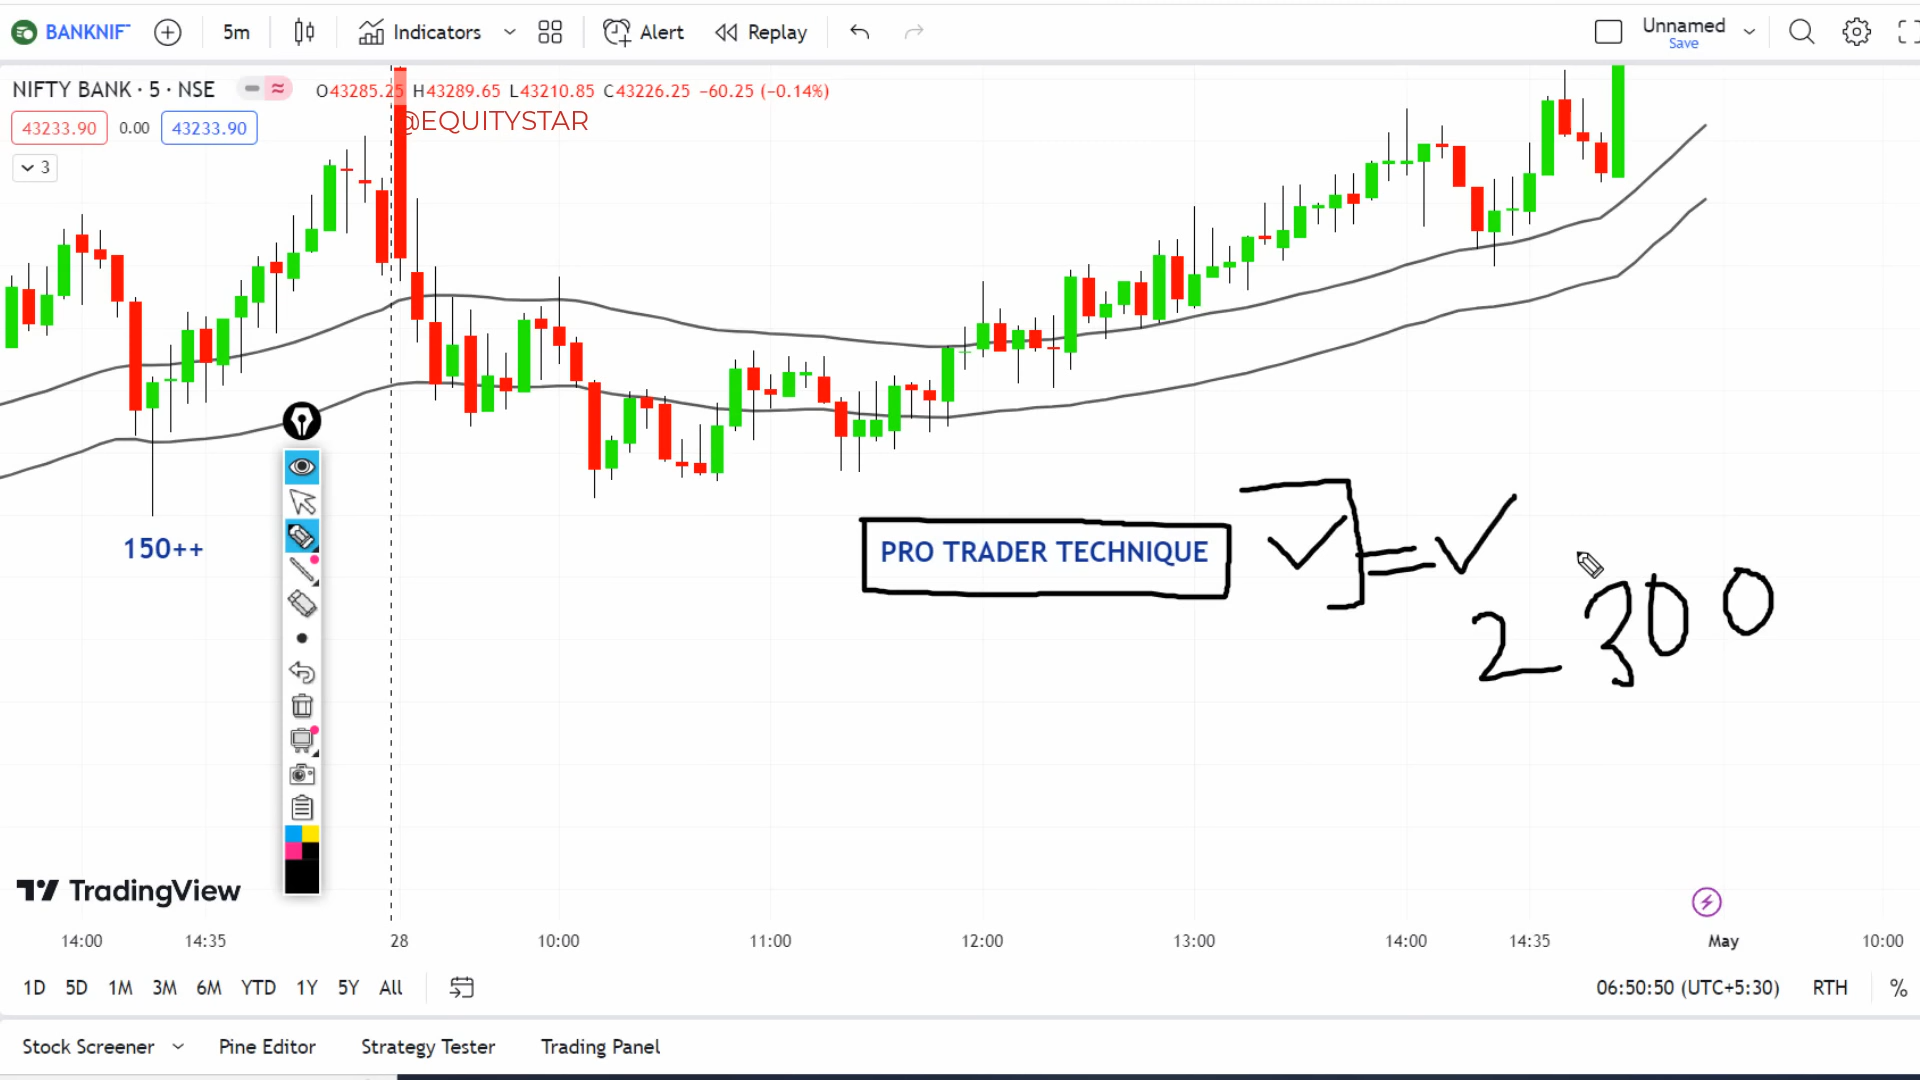 BANKNIF
5m
Indicators
Alert
Replay
Unnamed
Save
NIFTY BANK · 5 · NSE
O43285.25 H43289.65 L43210.85 C43226.25 −60.25 (−0.14%)
@EQUITYSTAR
43233.90 0.00 43233.90
3
150++
PRO TRADER TECHNIQUE
2 300
TradingView
14:00 14:35 28 10:00 11:00 12:00 13:00 14:00 14:35 May 10:00
1D 5D 1M 3M 6M YTD 1Y 5Y All
06:50:50 (UTC+5:30) RTH %
Stock Screener Pine Editor Strategy Tester Trading Panel